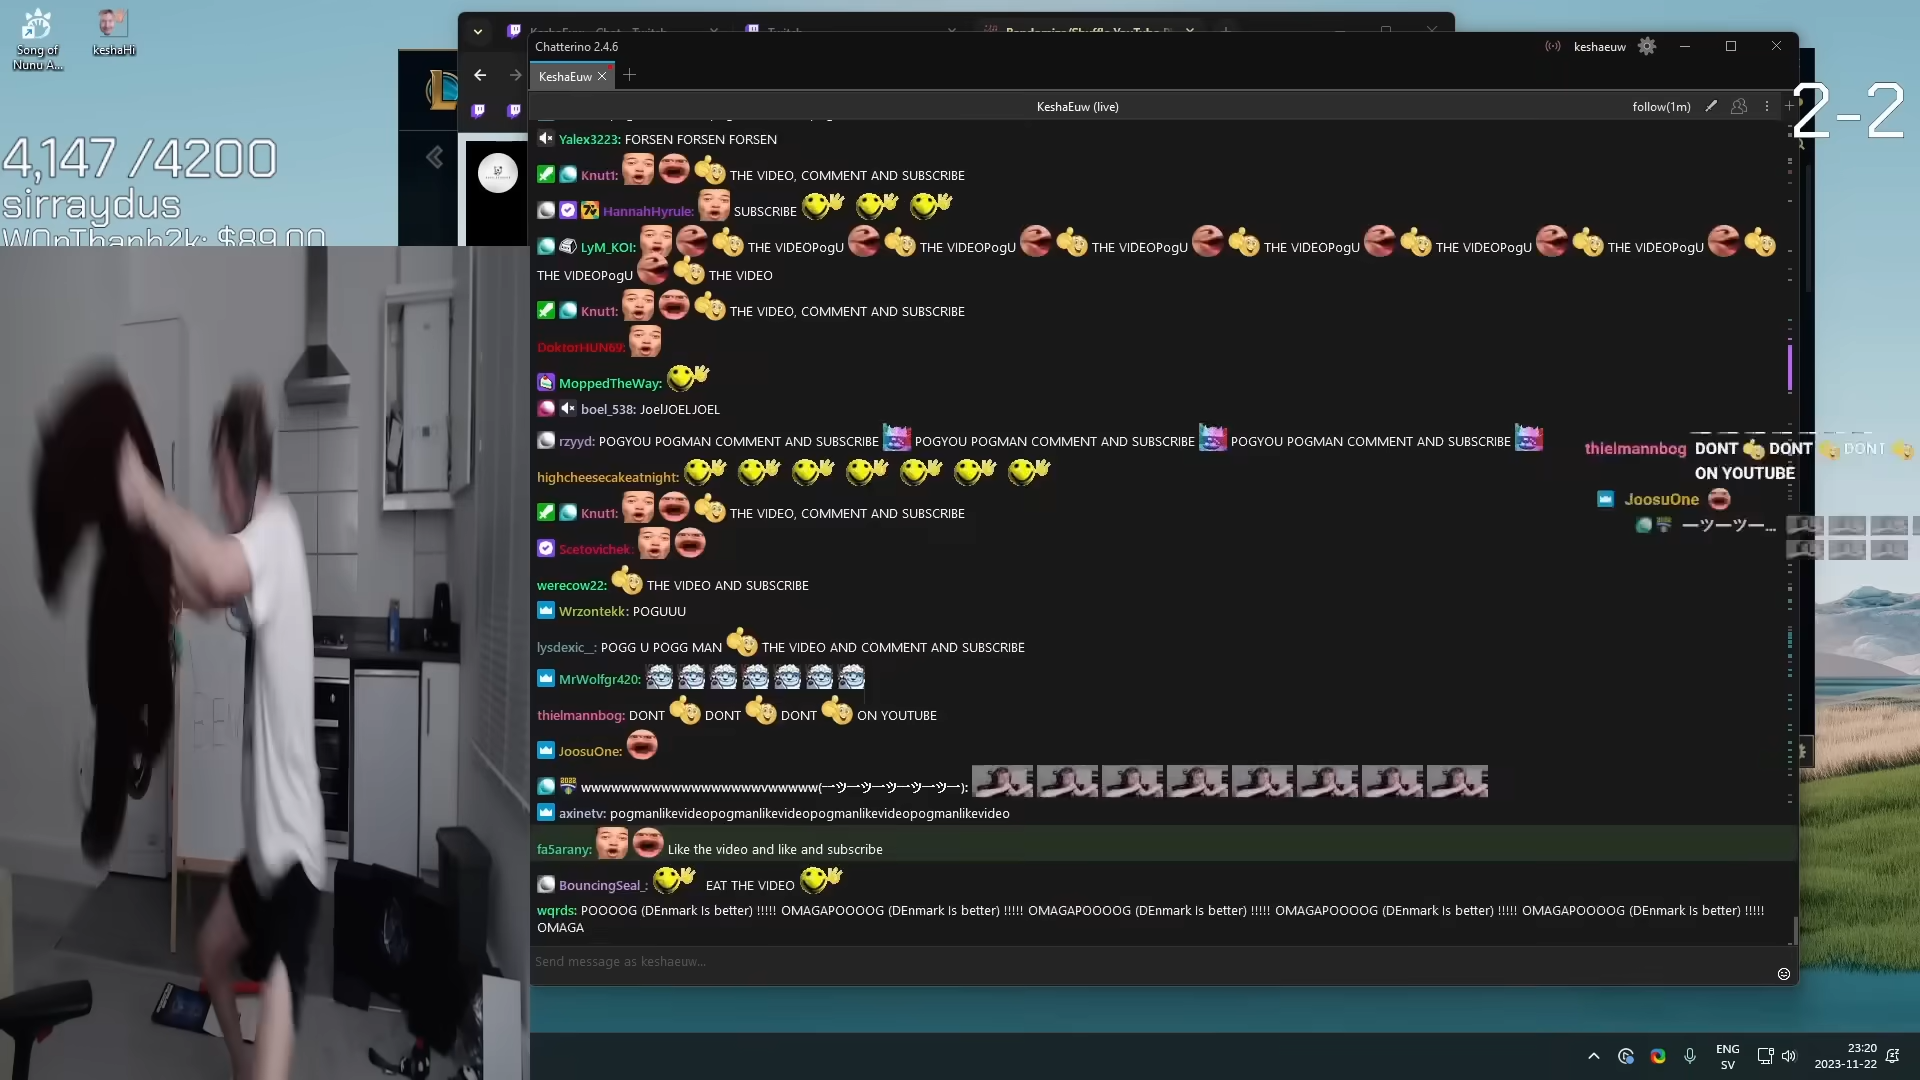 Song of
Nunu A...
keshaHi
4,147 /4200
sirraydus
W0nThanh2k: $89.00
Chatterino 2.4.6
keshaeuw
KeshaEuw
KeshaEuw (live)
follow(1m)
2-2
Yalex3223: FORSEN FORSEN FORSEN
Knut1: THE VIDEO, COMMENT AND SUBSCRIBE
HannahHyrule: SUBSCRIBE
LyM_KOI: THE VIDEOPogU THE VIDEOPogU THE VIDEOPogU THE VIDEOPogU THE VIDEOPogU THE VIDEOPogU
THE VIDEOPogU THE VIDEO
Knut1: THE VIDEO, COMMENT AND SUBSCRIBE
DoktorHUN69:
MoppedTheWay:
boel_538: JoelJOELJOEL
rzyyd: POGYOU POGMAN COMMENT AND SUBSCRIBE POGYOU POGMAN COMMENT AND SUBSCRIBE POGYOU POGMAN COMMENT AND SUBSCRIBE
highcheesecakeatnight:
Knut1: THE VIDEO, COMMENT AND SUBSCRIBE
Scetovichek:
werecow22: THE VIDEO AND SUBSCRIBE
Wrzontekk: POGUUU
lysdexic__: POGG U POGG MAN THE VIDEO AND COMMENT AND SUBSCRIBE
MrWolfgr420:
thielmannbog: DONT DONT DONT ON YOUTUBE
JoosuOne:
axinetv: pogmanlikevideopogmanlikevideopogmanlikevideopogmanlikevideo
fa5arany: Like the video and like and subscribe
BouncingSeal_: EAT THE VIDEO
wqrds: POOOOG (DEnmark is better) !!!!! OMAGAPOOOOG (DEnmark is better) !!!!! OMAGAPOOOOG (DEnmark is better) !!!!! OMAGAPOOOOG (DEnmark is better) !!!!! OMAGAPOOOOG (DEnmark is better) !!!!!
OMAGA
Send message as keshaeuw...
thielmannbog DONT DONT DONT
ON YOUTUBE
JoosuOne
ーツーツー...
ENG
SV
23:20
2023-11-22